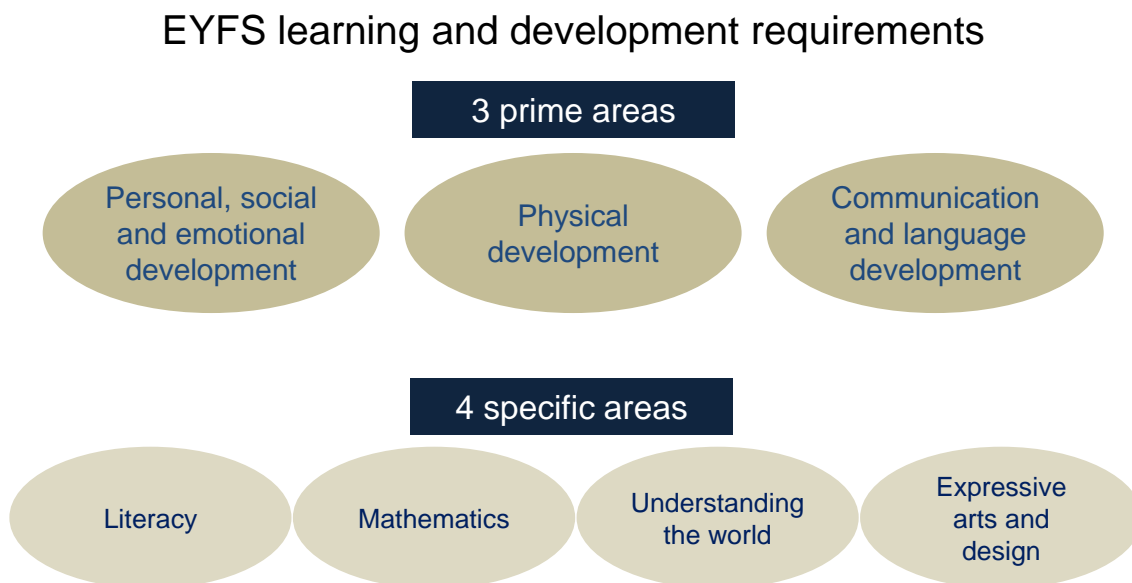 EYFS learning and development requirements
3 prime areas
Personal, social
and emotional
development
Physical
development
Communication
and language
development
4 specific areas
Literacy
Mathematics
Understanding
the world
Expressive
arts and
design